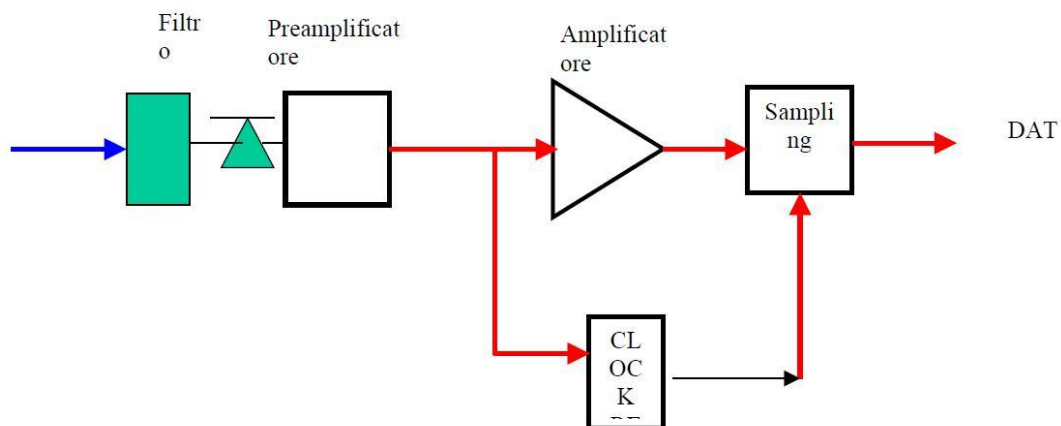 Filtr
o
Preamplificat
ore
Amplificat
ore
Sampli
ng
DAT
CL
OC
K